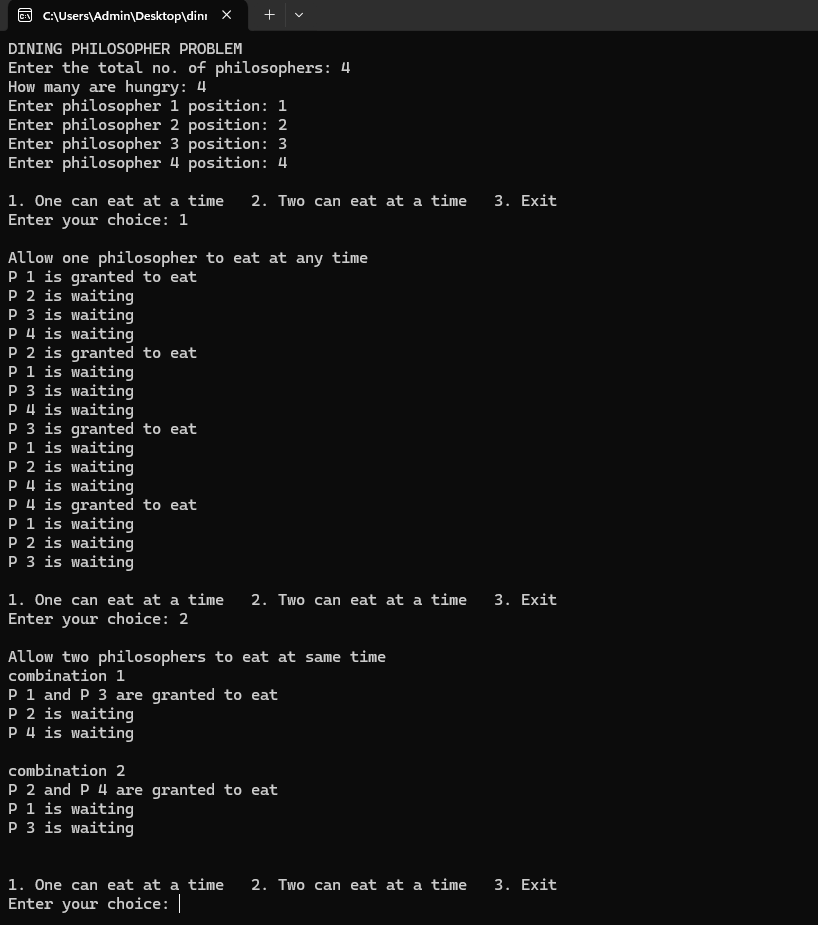 C:\Users\Admin\Desktop\dini
DINING PHILOSOPHER PROBLEM
Enter the total no. of philosophers: 4
How many are hungry: 4
Enter philosopher 1 position: 1
Enter philosopher 2 position: 2
Enter philosopher 3 position: 3
Enter philosopher 4 position: 4
1. One can eat at a time   2. Two can eat at a time   3. Exit
Enter your choice: 1
Allow one philosopher to eat at any time
P 1 is granted to eat
P 2 is waiting
P 3 is waiting
P 4 is waiting
P 2 is granted to eat
P 1 is waiting
P 3 is waiting
P 4 is waiting
P 3 is granted to eat
P 1 is waiting
P 2 is waiting
P 4 is waiting
P 4 is granted to eat
P 1 is waiting
P 2 is waiting
P 3 is waiting
1. One can eat at a time   2. Two can eat at a time   3. Exit
Enter your choice: 2
Allow two philosophers to eat at same time
combination 1
P 1 and P 3 are granted to eat
P 2 is waiting
P 4 is waiting
combination 2
P 2 and P 4 are granted to eat
P 1 is waiting
P 3 is waiting
1. One can eat at a time   2. Two can eat at a time   3. Exit
Enter your choice: